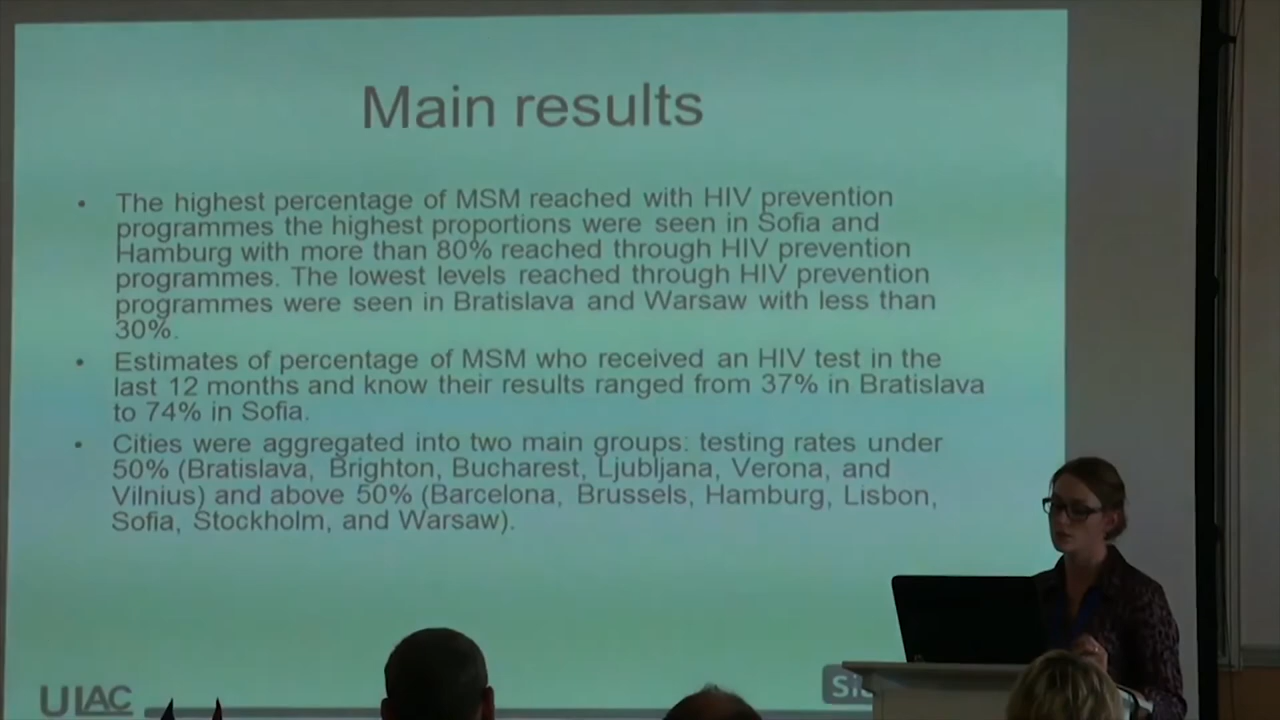 Main results
• The highest percentage of MSM reached with HIV prevention
programmes the highest proportions were seen in Sofia and
Hamburg with more than 80% reached through HIV prevention
programmes. The lowest levels reached through HIV prevention
programmes were seen in Bratislava and Warsaw with less than
30%.
• Estimates of percentage of MSM who received an HIV test in the
last 12 months and know their results ranged from 37% in Bratislava
to 74% in Sofia.
• Cities were aggregated into two main groups: testing rates under
50% (Bratislava, Brighton, Bucharest, Ljubljana, Verona, and
Vilnius) and above 50% (Barcelona, Brussels, Hamburg, Lisbon,
Sofia, Stockholm, and Warsaw).